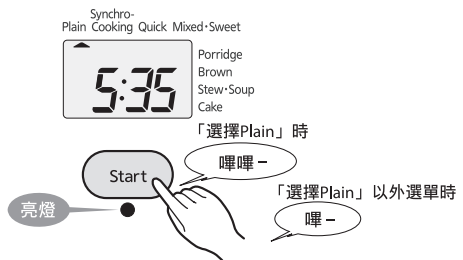 Synchro-
Plain Cooking Quick Mixed･Sweet
5:35
Porridge
Brown
Stew･Soup
Cake
「選擇Plain」時
嗶嗶－
Start
「選擇Plain」以外選單時
嗶－
亮燈